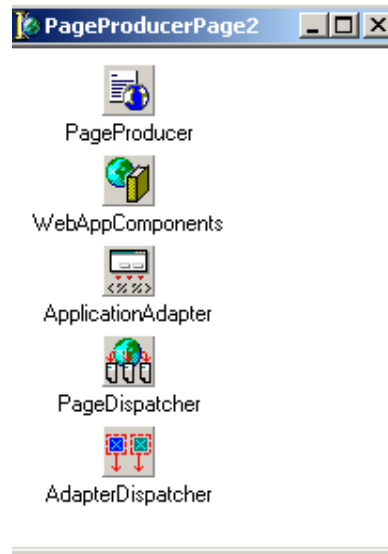 PageProducerPage2
PageProducer
WebAppComponents
ApplicationAdapter
<%%>
PageDispatcher
AdapterDispatcher